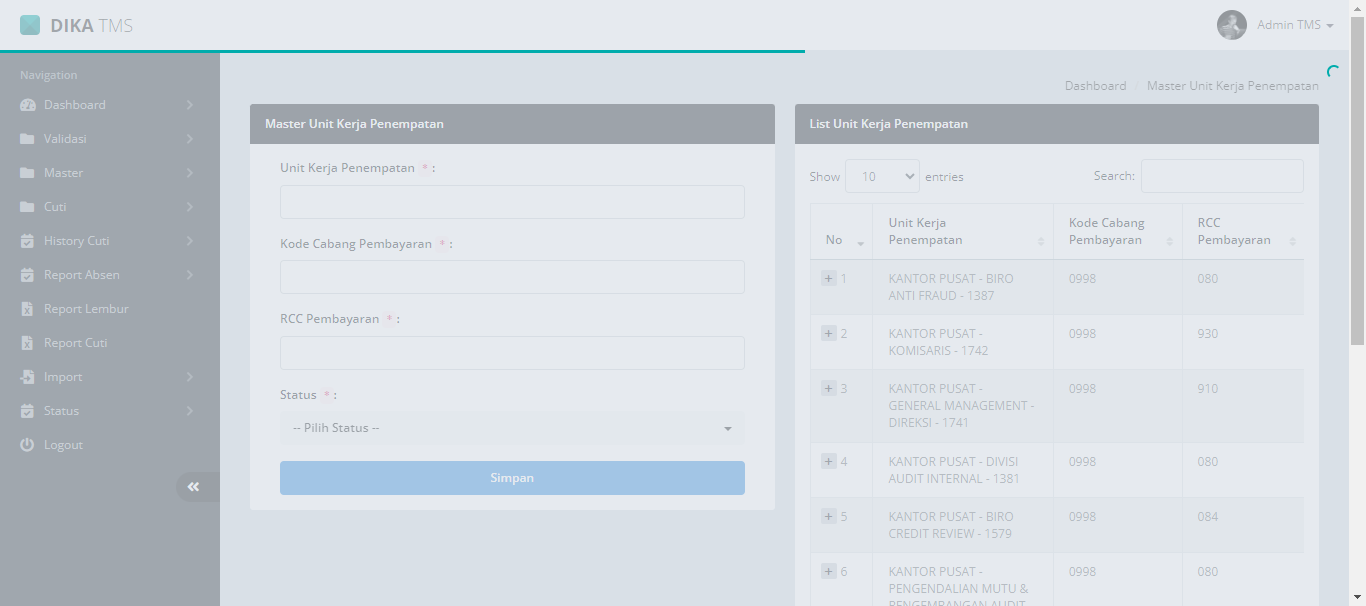 DIKA TMS
Admin TMS
Navigation
Dashboard
Validasi
Master
Cuti
History Cuti
Report Absen
Report Lembur
Report Cuti
Import
Status
Logout
Dashboard / Master Unit Kerja Penempatan
Master Unit Kerja Penempatan
Unit Kerja Penempatan * :
Kode Cabang Pembayaran * :
RCC Pembayaran * :
Status * :
-- Pilih Status --
Simpan
List Unit Kerja Penempatan
Show 10 entries
Search:
No
Unit Kerja
Penempatan
Kode Cabang
Pembayaran
RCC
Pembayaran
1 KANTOR PUSAT - BIRO 0998 080
ANTI FRAUD - 1387
2 KANTOR PUSAT - 0998 930
KOMISARIS - 1742
3 KANTOR PUSAT - 0998 910
GENERAL MANAGEMENT -
DIREKSI - 1741
4 KANTOR PUSAT - DIVISI 0998 080
AUDIT INTERNAL - 1381
5 KANTOR PUSAT - BIRO 0998 084
CREDIT REVIEW - 1579
6 KANTOR PUSAT - 0998 080
PENGENDALIAN MUTU &
PENGEMBANGAN AUDIT